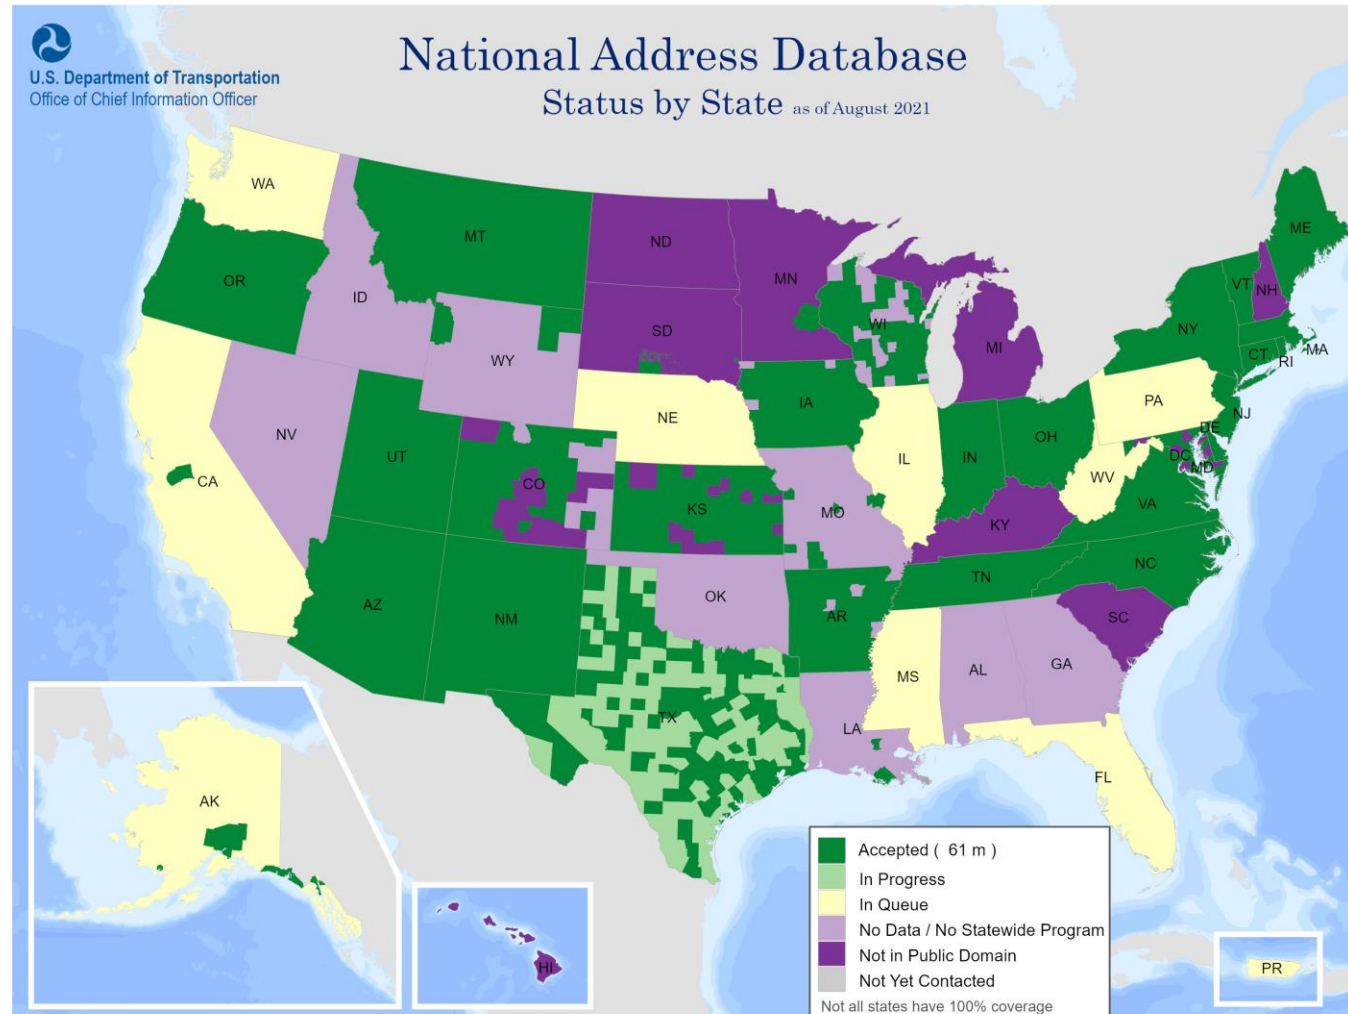 National Address Database
U.S. Department of Transportation
Office of Chief Information Officer
Status by State as of August 2021
WA
MT
ND
MN
ME
OR
ID
SD
WI
MI
VT
NH
NY
WY
MA
CT
RI
IA
NE
PA
NJ
NV
UT
CO
IL
IN
OH
DE
DC
MD
WV
CA
KS
MO
KY
VA
NC
TN
AZ
NM
OK
AR
SC
MS
AL
GA
TX
LA
FL
AK
HI
PR
Accepted ( 61 m )
In Progress
In Queue
No Data / No Statewide Program
Not in Public Domain
Not Yet Contacted
Not all states have 100% coverage